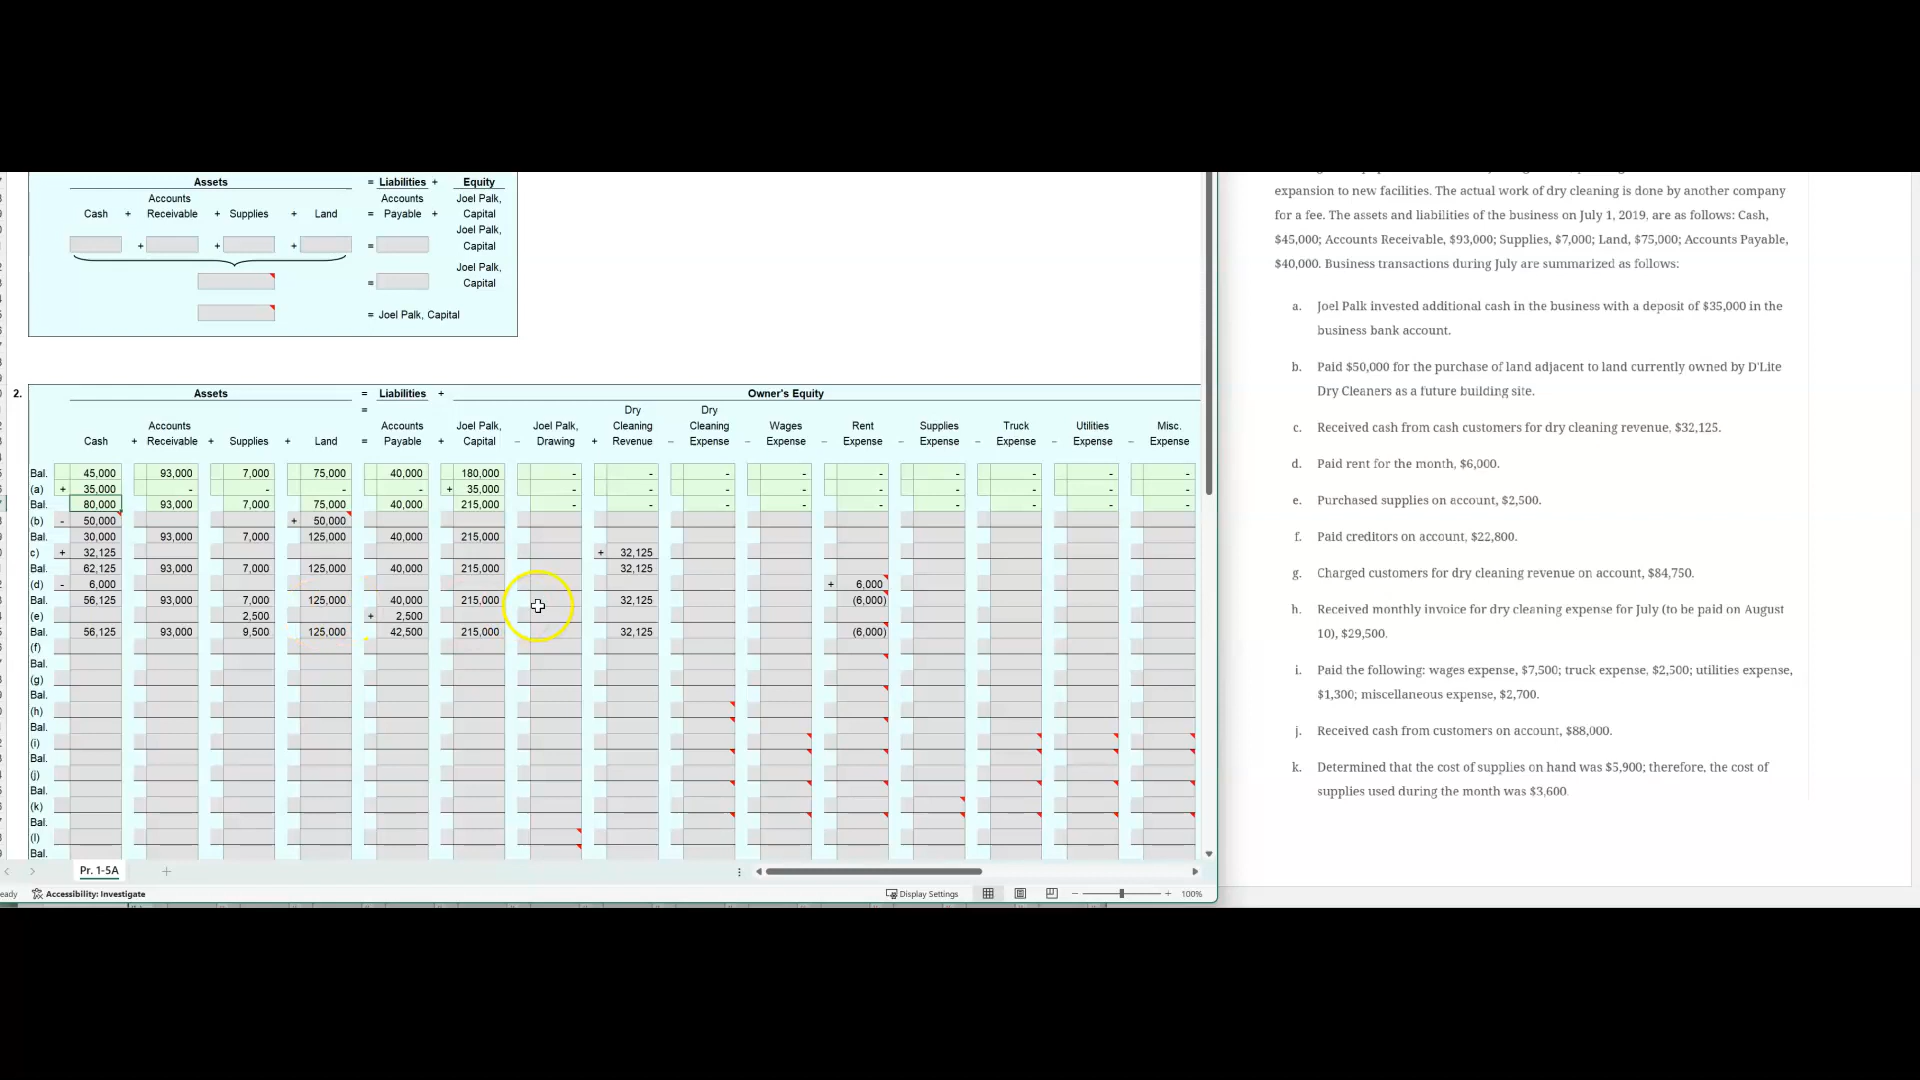 Assets = Liabilities + Equity
Accounts Accounts Joel Palk,
Cash + Receivable + Supplies + Land = Payable + Capital
Joel Palk,
+ + + = Capital
Joel Palk,
= Capital
= Joel Palk, Capital
2. Assets = Liabilities + Owner's Equity
= Dry Dry
Accounts Accounts Joel Palk, Joel Palk, Cleaning Cleaning Wages Rent Supplies Truck Utilities Misc.
Cash + Receivable + Supplies + Land = Payable + Capital – Drawing + Revenue – Expense – Expense – Expense – Expense – Expense – Expense – Expense
Bal. 45,000 93,000 7,000 75,000 40,000 180,000 - - - - - - - - -
(a) + 35,000 - - - - + 35,000 - - - - - - - - -
Bal. 80,000 93,000 7,000 75,000 40,000 215,000 - - - - - - - - -
(b) - 50,000 + 50,000
Bal. 30,000 93,000 7,000 125,000 40,000 215,000
c) + 32,125 + 32,125
Bal. 62,125 93,000 7,000 125,000 40,000 215,000 32,125
(d) - 6,000 + 6,000
Bal. 56,125 93,000 7,000 125,000 40,000 215,000 32,125 (6,000)
(e) 2,500 + 2,500
Bal. 56,125 93,000 9,500 125,000 42,500 215,000 32,125 (6,000)
(f)
Bal.
(g)
Bal.
(h)
Bal.
(i)
Bal.
(j)
Bal.
(k)
Bal.
(l)
Bal.
Pr. 1-5A
Accessibility: Investigate
Display Settings
100%
expansion to new facilities. The actual work of dry cleaning is done by another company
for a fee. The assets and liabilities of the business on July 1, 2019, are as follows: Cash,
$45,000; Accounts Receivable, $93,000; Supplies, $7,000; Land, $75,000; Accounts Payable,
$40,000. Business transactions during July are summarized as follows:
a. Joel Palk invested additional cash in the business with a deposit of $35,000 in the
business bank account.
b. Paid $50,000 for the purchase of land adjacent to land currently owned by D'Lite
Dry Cleaners as a future building site.
c. Received cash from cash customers for dry cleaning revenue, $32,125.
d. Paid rent for the month, $6,000.
e. Purchased supplies on account, $2,500.
f. Paid creditors on account, $22,800.
g. Charged customers for dry cleaning revenue on account, $84,750.
h. Received monthly invoice for dry cleaning expense for July (to be paid on August
10), $29,500.
i. Paid the following: wages expense, $7,500; truck expense, $2,500; utilities expense,
$1,300; miscellaneous expense, $2,700.
j. Received cash from customers on account, $88,000.
k. Determined that the cost of supplies on hand was $5,900; therefore, the cost of
supplies used during the month was $3,600.